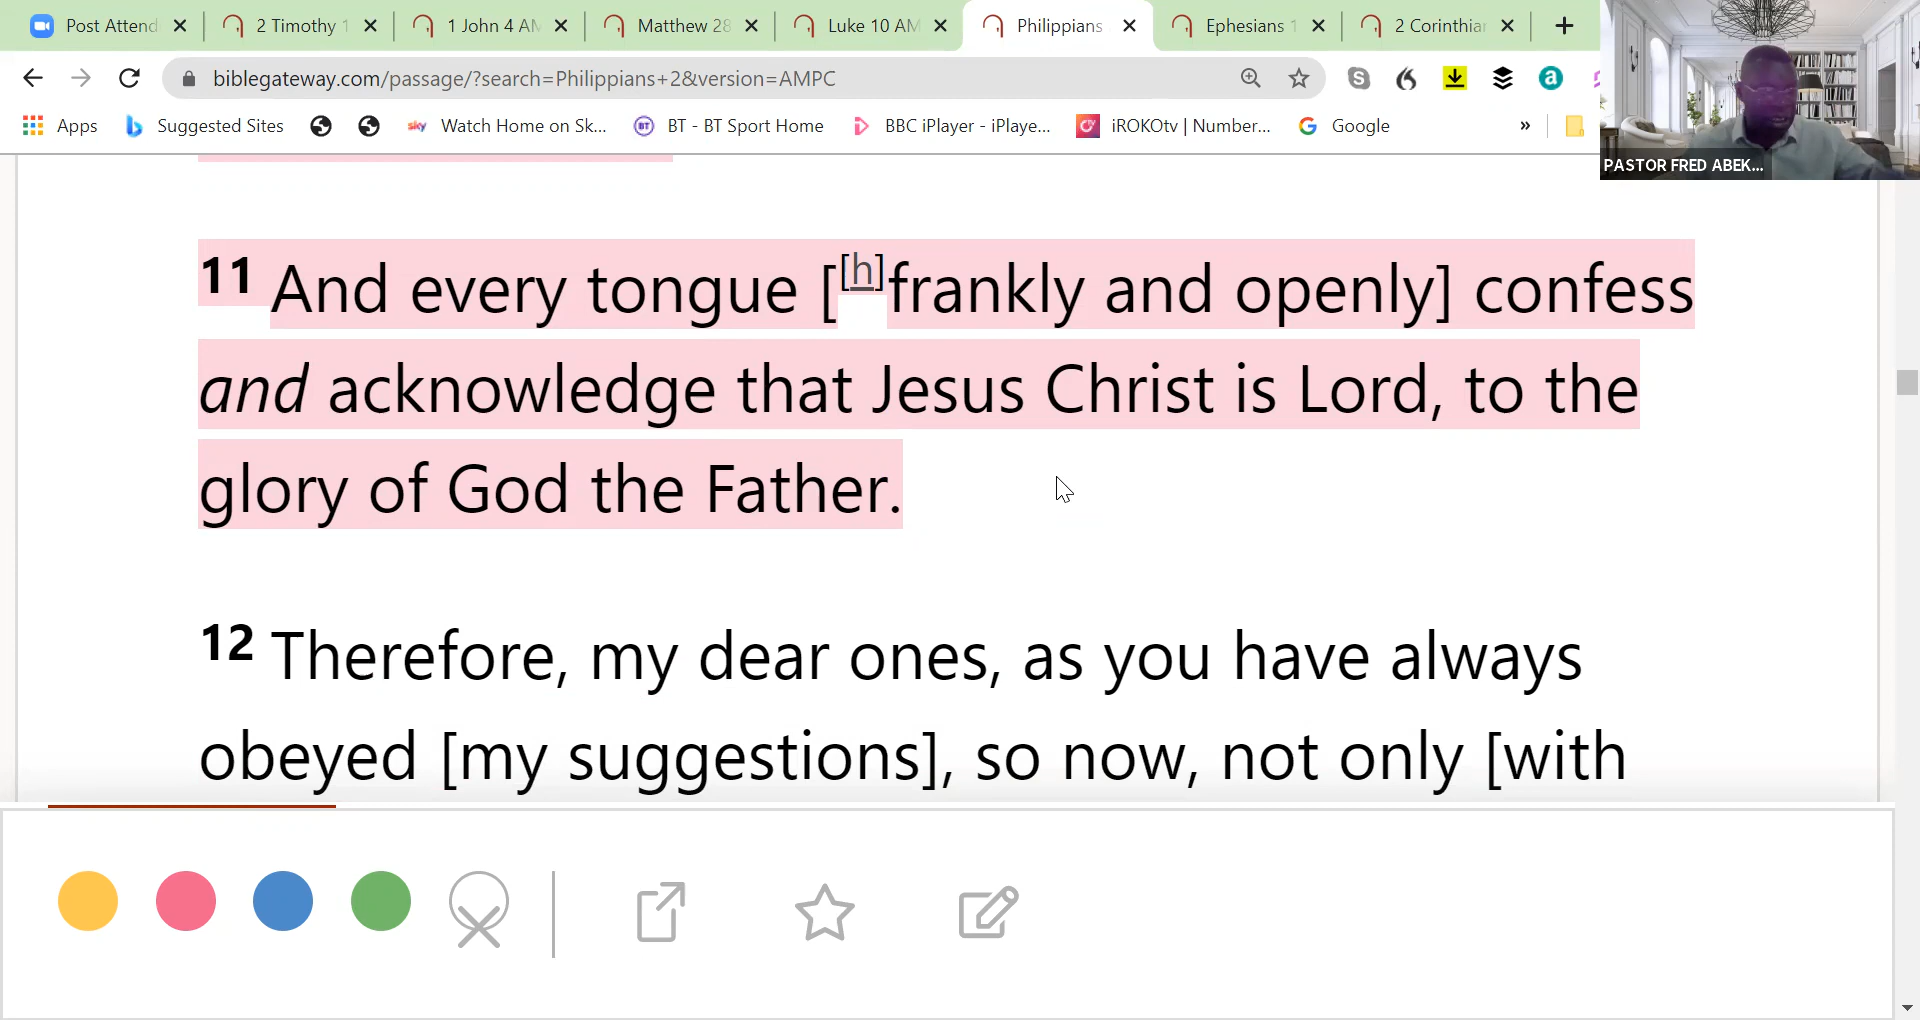 Post Attend
2 Timothy 1
1 John 4 AM
Matthew 28
Luke 10 AM
Philippians
Ephesians 1
2 Corinthian
biblegateway.com/passage/?search=Philippians+2&version=AMPC
Apps
Suggested Sites
sky
Watch Home on Sk...
BT
BT - BT Sport Home
BBC iPlayer - iPlaye...
iROKOtv | Number...
Google
»
PASTOR FRED ABEK...
11 And every tongue [[h]frankly and openly] confess
and acknowledge that Jesus Christ is Lord, to the
glory of God the Father.
12 Therefore, my dear ones, as you have always
obeyed [my suggestions], so now, not only [with